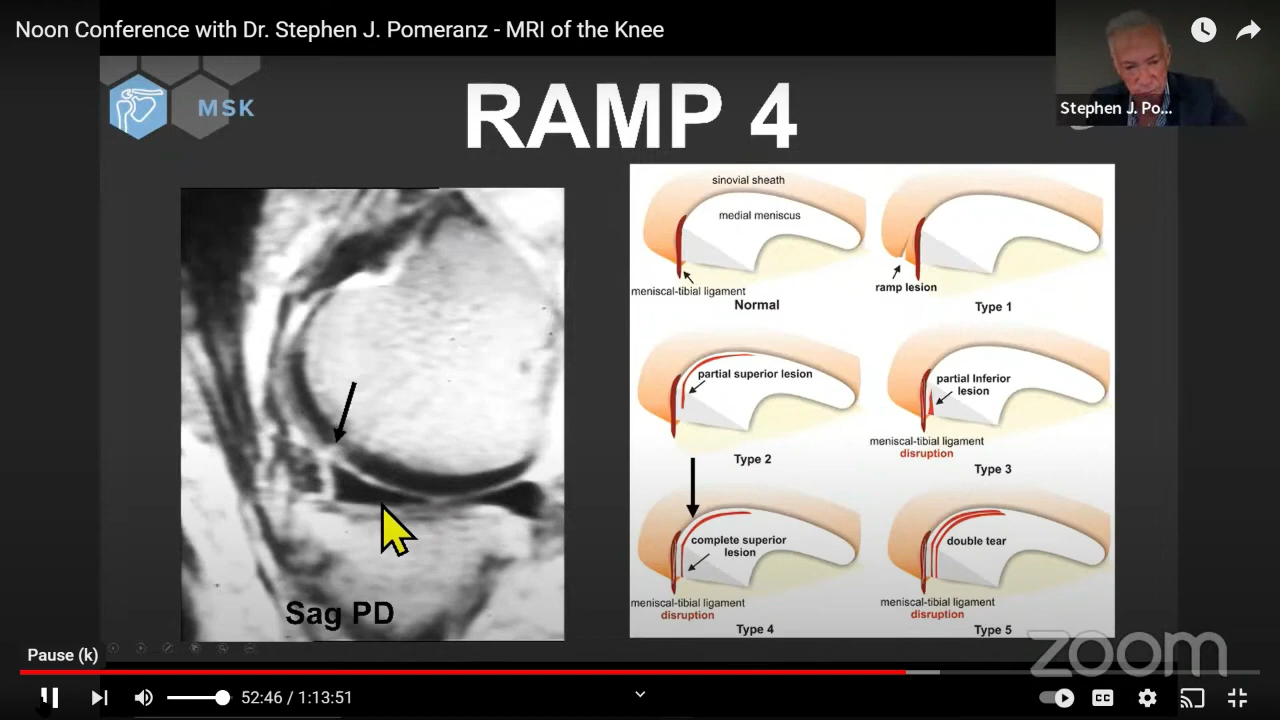 Noon Conference with Dr. Stephen J. Pomeranz - MRI of the Knee
Stephen J. Po...
MSK
RAMP 4
sinovial sheath
medial meniscus
meniscal-tibial ligament
Normal
ramp lesion
Type 1
partial superior lesion
Type 2
partial Inferior
lesion
meniscal-tibial ligament
disruption
Type 3
complete superior
lesion
meniscal-tibial ligament
disruption
Type 4
double tear
meniscal-tibial ligament
disruption
Type 5
Sag PD
zoom
Pause (k)
52:46 / 1:13:51
CC